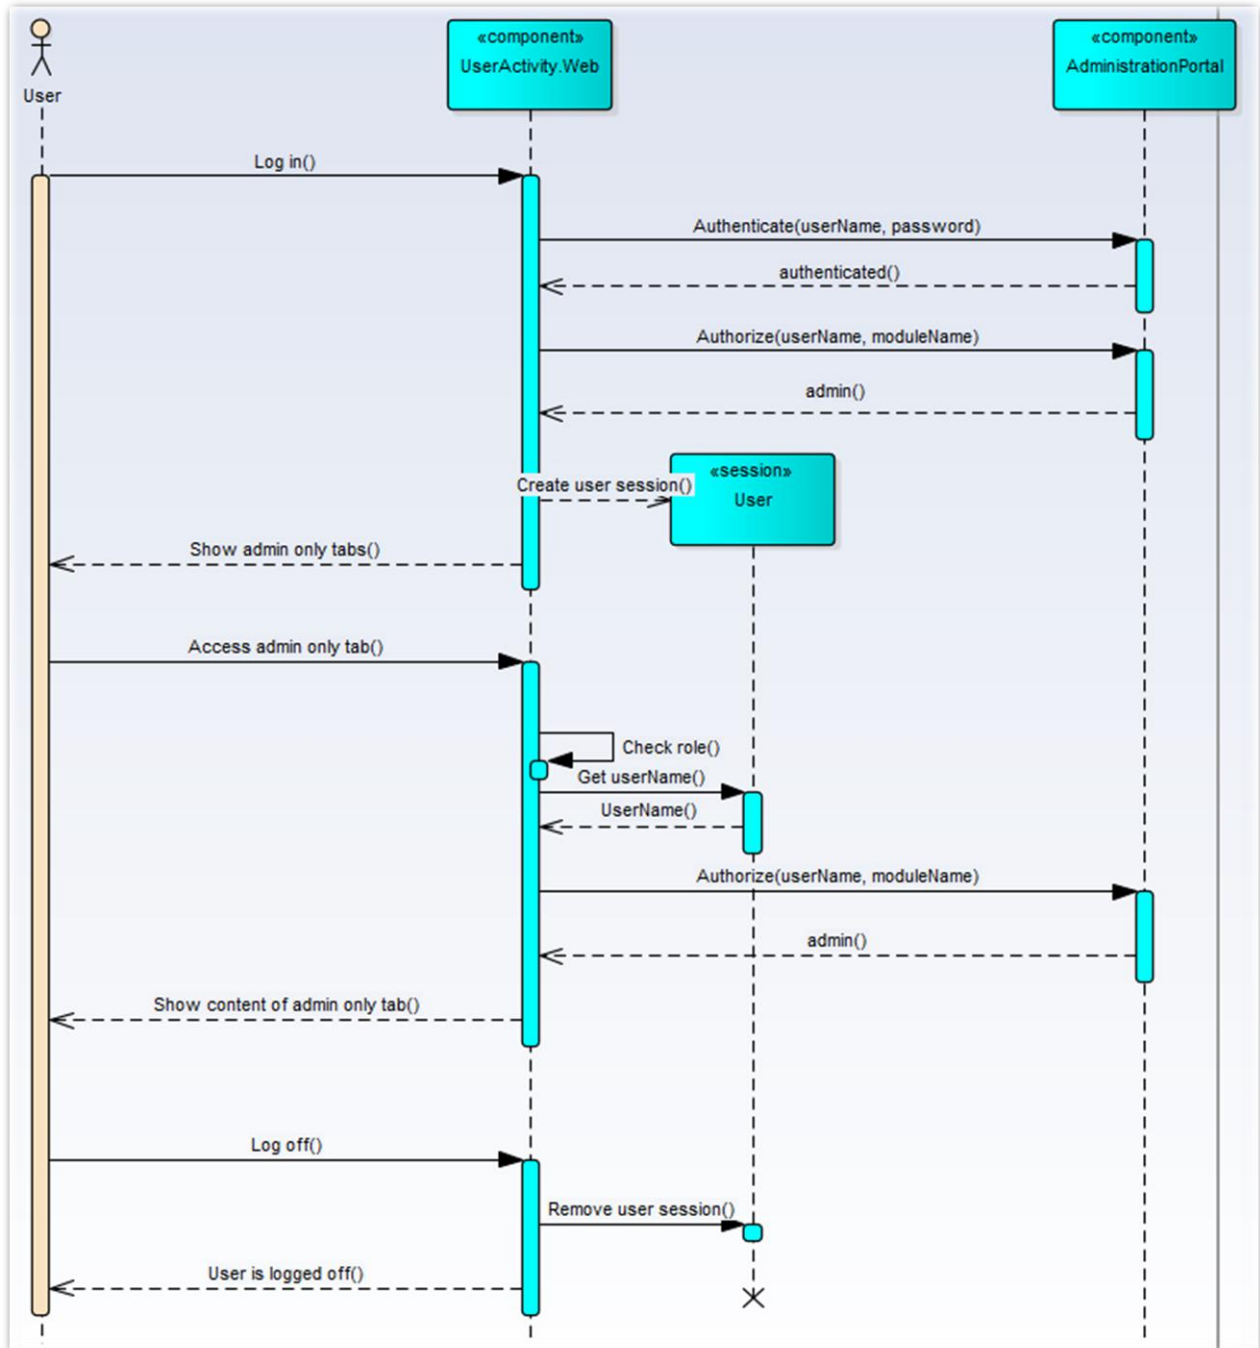 «component»
UserActivity.Web
«component»
AdministrationPortal
User
Log in()
Authenticate(userName, password)
authenticated()
Authorize(userName, moduleName)
admin()
«session»
User
Create user session()
Show admin only tabs()
Access admin only tab()
Check role()
Get userName()
UserName()
Authorize(userName, moduleName)
admin()
Show content of admin only tab()
Log off()
Remove user session()
User is logged off()